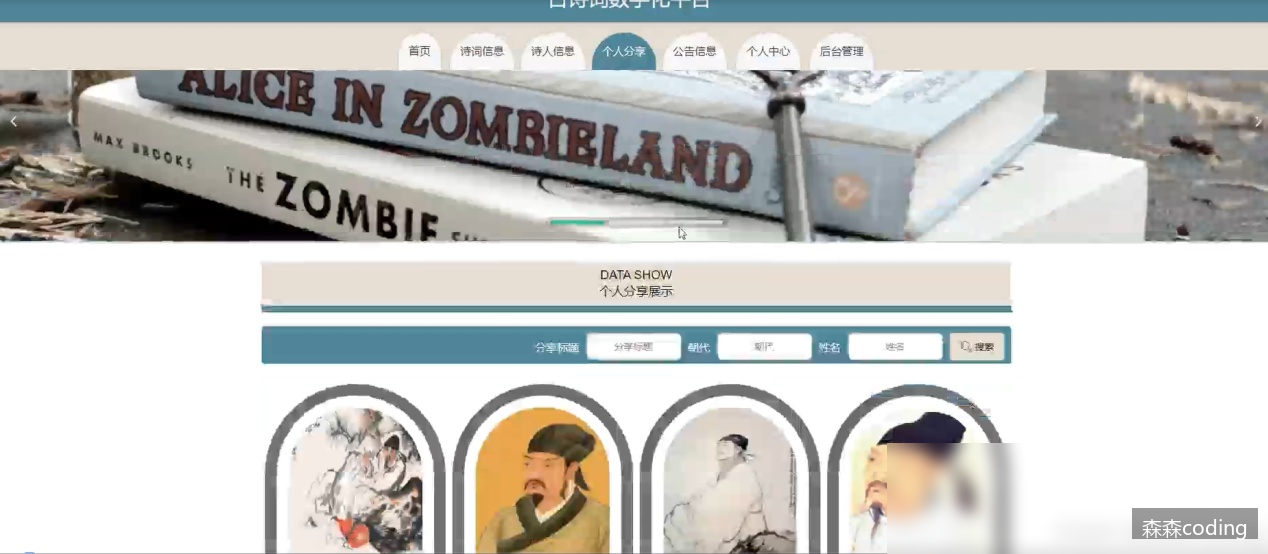 古诗词数字化平台
首页
诗词信息
诗人信息
个人分享
公告信息
个人中心
后台管理
ALICE IN ZOMBIELAND
MAX BROOKS
THE ZOMBIE
DATA SHOW
个人分享展示
分享标题
分享标题
朝代
朝代
姓名
姓名
搜索
森森coding